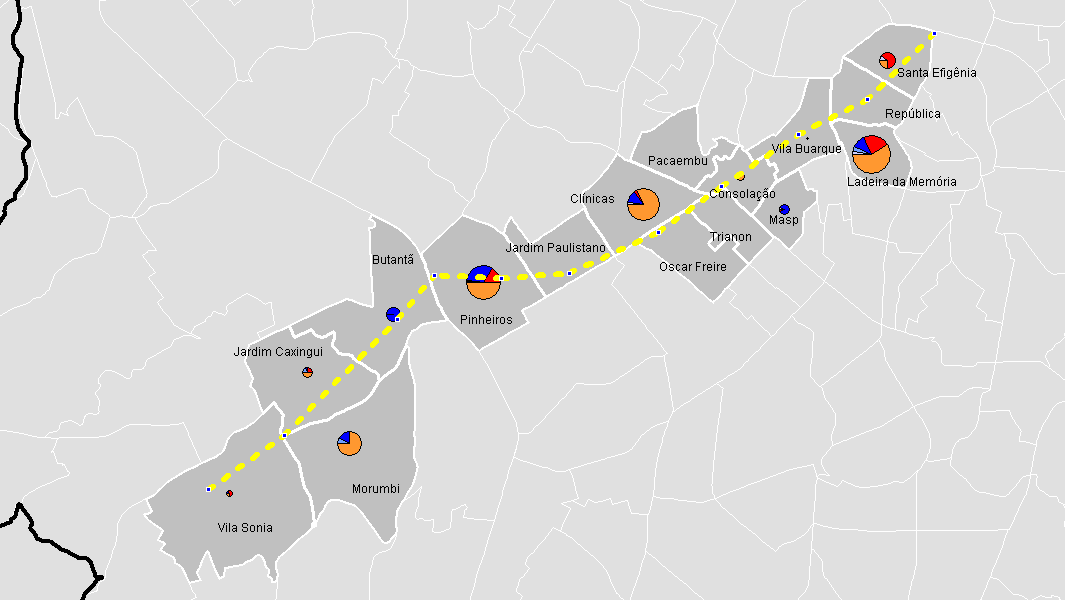 Santa Efigênia
República
Vila Buarque
Pacaembu
Ladeira da Memória
Clínicas
Consolação
Masp
Trianon
Jardim Paulistano
Oscar Freire
Butantã
Pinheiros
Jardim Caxingui
Morumbi
Vila Sonia